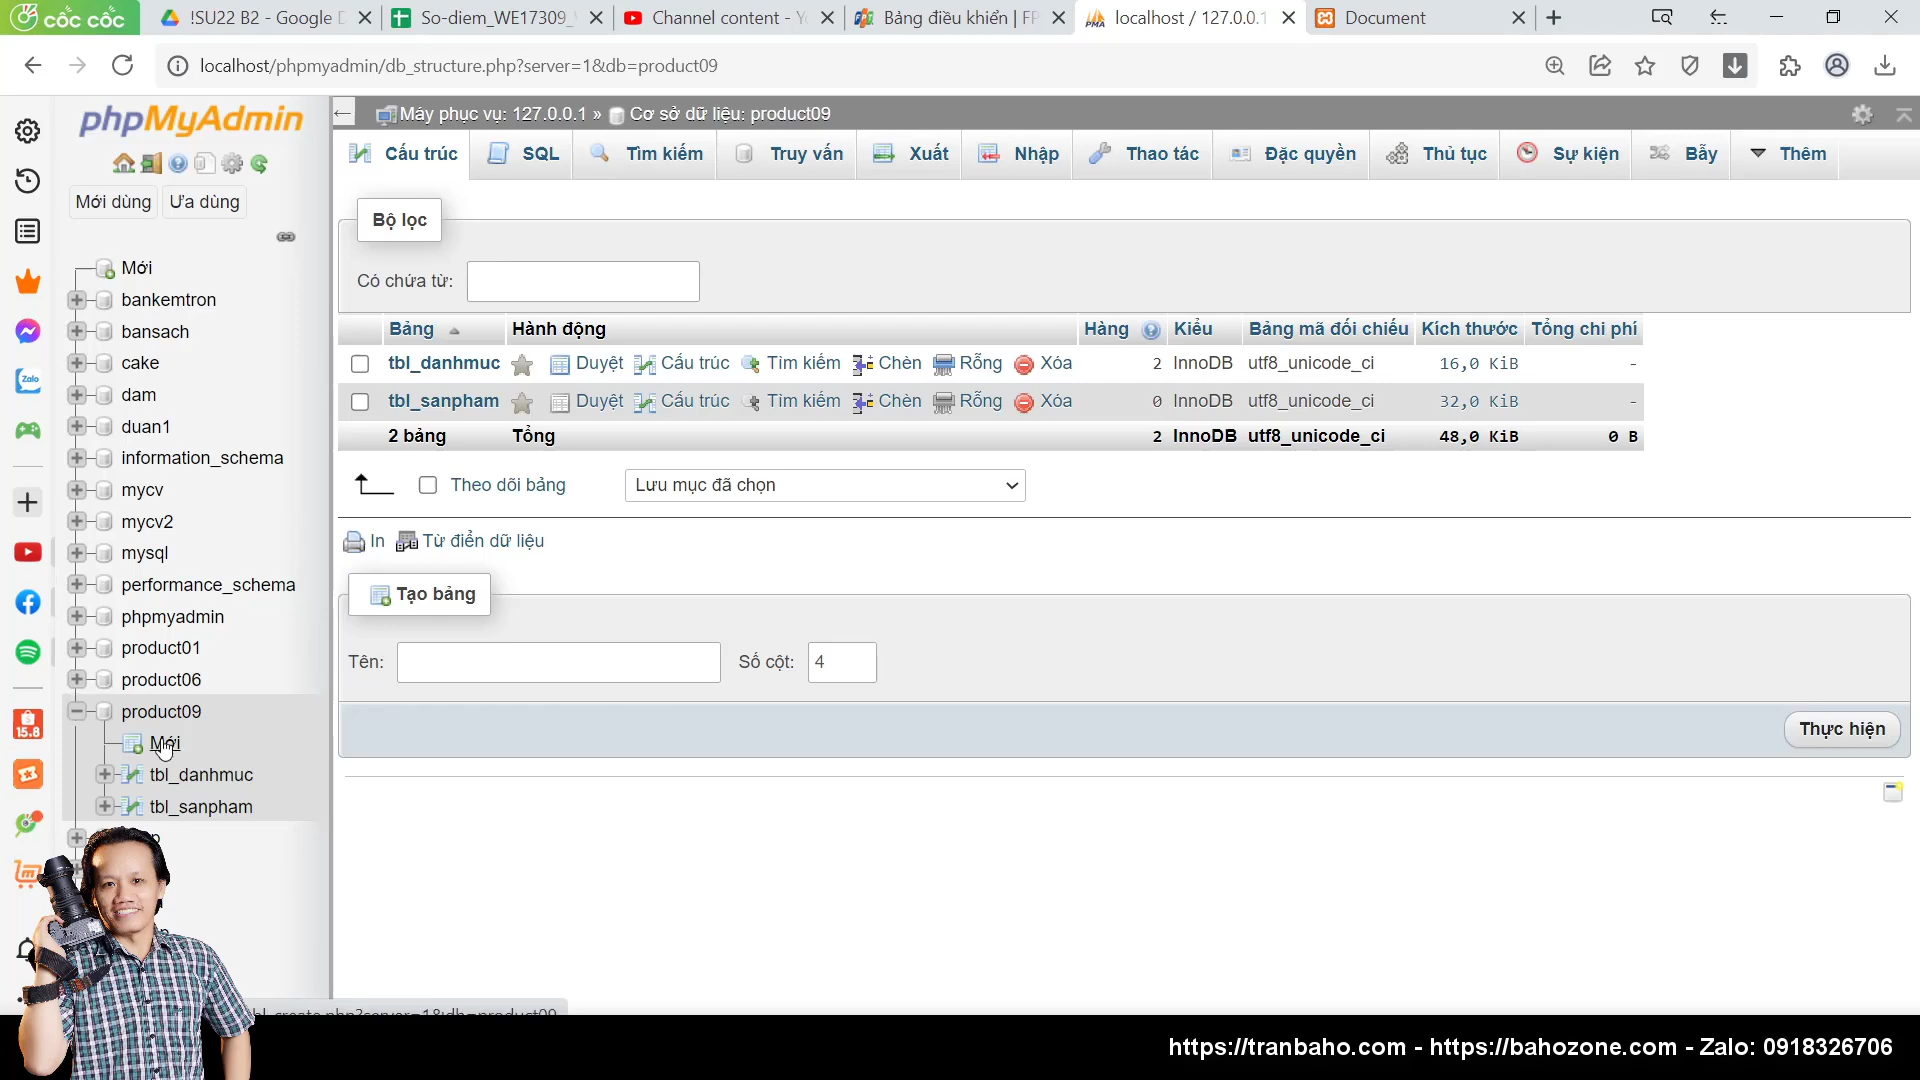 cốc cốc
!SU22 B2 - Google
So-diem_WE17309_
Channel content - Yo
Bảng điều khiển | FP
localhost / 127.0.0.1
Document
localhost/phpmyadmin/db_structure.php?server=1&db=product09
phpMyAdmin
Mới dùng
Ưa dùng
Mới
bankemtron
bansach
cake
dam
duan1
information_schema
mycv
mycv2
mysql
performance_schema
phpmyadmin
product01
product06
product09
Mới
tbl_danhmuc
tbl_sanpham
Zalo
15.8
Máy phục vụ: 127.0.0.1 » Cơ sở dữ liệu: product09
Cấu trúc SQL Tìm kiếm Truy vấn Xuất Nhập Thao tác Đặc quyền Thủ tục Sự kiện Bẫy Thêm
Bộ lọc
Có chứa từ:
Bảng Hành động Hàng Kiểu Bảng mã đối chiếu Kích thước Tổng chi phí
tbl_danhmuc Duyệt Cấu trúc Tìm kiếm Chèn Rỗng Xóa 2 InnoDB utf8_unicode_ci 16,0 KiB -
tbl_sanpham Duyệt Cấu trúc Tìm kiếm Chèn Rỗng Xóa 0 InnoDB utf8_unicode_ci 32,0 KiB -
2 bảng Tổng 2 InnoDB utf8_unicode_ci 48,0 KiB 0 B
Theo dõi bảng
Lưu mục đã chọn
In Từ điển dữ liệu
Tạo bảng
Tên:
Số cột: 4
Thực hiện
https://tranbaho.com - https://bahozone.com - Zalo: 0918326706